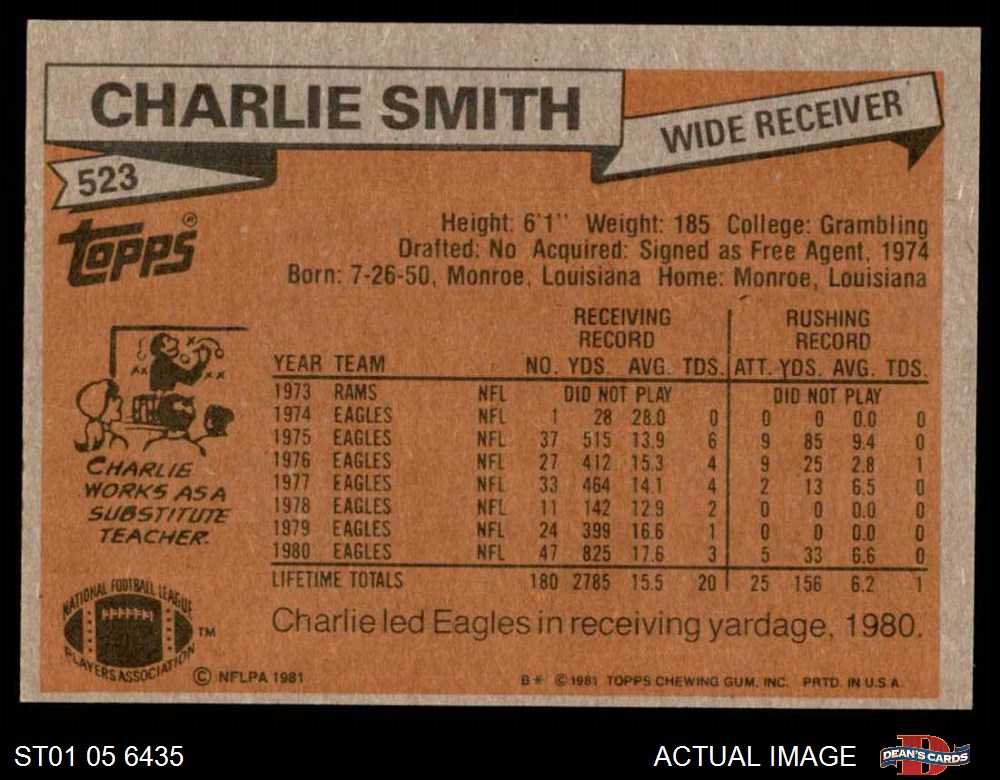 CHARLIE SMITH
WIDE RECEIVER
523
TOPPS®
Height: 6'1" Weight: 185 College: Grambling
Drafted: No Acquired: Signed as Free Agent, 1974
Born: 7-26-50, Monroe, Louisiana Home: Monroe, Louisiana
RECEIVING RUSHING
RECORD RECORD
YEAR TEAM NO. YDS. AVG. TDS. ATT. YDS. AVG. TDS.
1973 RAMS NFL DID NOT PLAY DID NOT PLAY
1974 EAGLES NFL 1 28 28.0 0 0 0 0.0 0
1975 EAGLES NFL 37 515 13.9 6 9 85 9.4 0
1976 EAGLES NFL 27 412 15.3 4 9 25 2.8 1
1977 EAGLES NFL 33 464 14.1 4 2 13 6.5 0
1978 EAGLES NFL 11 142 12.9 2 0 0 0.0 0
1979 EAGLES NFL 24 399 16.6 1 0 0 0.0 0
1980 EAGLES NFL 47 825 17.6 3 5 33 6.6 0
LIFETIME TOTALS 180 2785 15.5 20 25 156 6.2 1
CHARLIE
WORKS AS A
SUBSTITUTE
TEACHER.
Charlie led Eagles in receiving yardage, 1980.
NATIONAL FOOTBALL LEAGUE
PLAYERS ASSOCIATION
TM
© NFLPA 1981
B* © 1981 TOPPS CHEWING GUM, INC. PRTD. IN U.S.A.
ST01 05 6435
ACTUAL IMAGE
DEAN'S CARDS